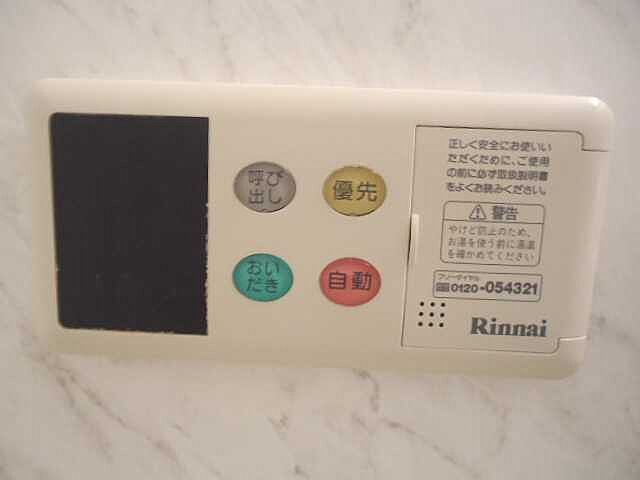 呼び
出し
優先
おい
だき
自動
正しく安全にお使いい
ただくために、ご使用
の前に必ず取扱説明書
をよくお読みください。
警告
やけど防止のため、
お湯を使う前に湯温
を確かめてください
フリーダイヤル
0120-054321
Rinnai